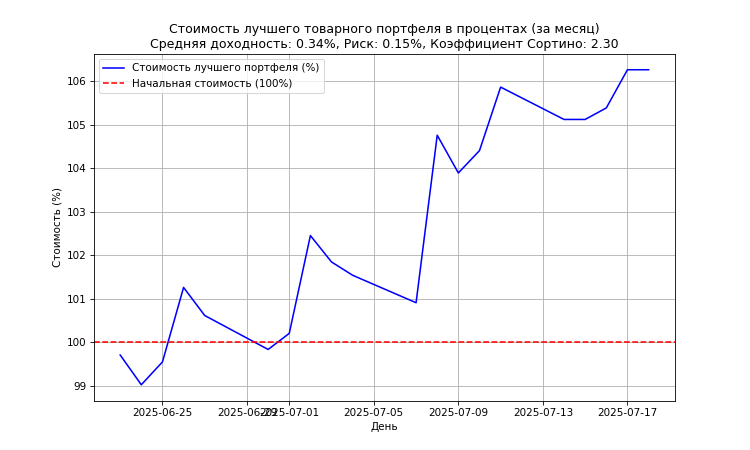 Стоимость лучшего товарного портфеля в процентах (за месяц)
Средняя доходность: 0.34%, Риск: 0.15%, Коэффициент Сортино: 2.30
Стоимость лучшего портфеля (%)
Начальная стоимость (100%)
Стоимость (%)
106
105
104
103
102
101
100
99
2025-06-25 2025-06-29 2025-07-01 2025-07-05 2025-07-09 2025-07-13 2025-07-17
День